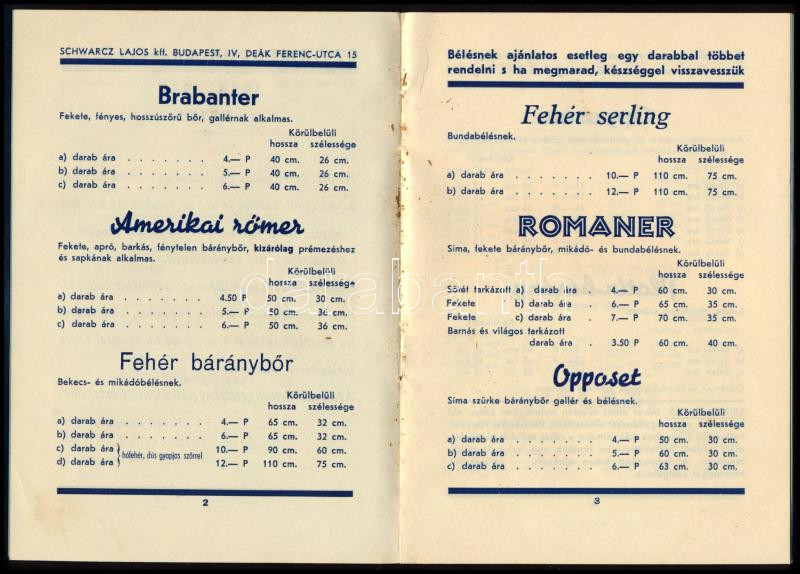 SCHWARCZ LAJOS kft. BUDAPEST, IV, DEÁK FERENC-UTCA 15
Brabanter
Fekete, fényes, hosszúszőrű bőr, gallérnak alkalmas.
Körülbelüli
hossza szélessége
a) darab ára . . . . . . . 4.— P 40 cm. 26 cm.
b) darab ára . . . . . . . 5.— P 40 cm. 26 cm.
c) darab ára . . . . . . . 6.— P 40 cm. 26 cm.
Amerikai rőmer
Fekete, apró, barkás, fénytelen báránybőr, kizárólag prémezéshez
és sapkának alkalmas.
Körülbelüli
hossza szélessége
a) darab ára . . . . . . . 4.50 P 50 cm. 30 cm.
b) darab ára . . . . . . . 5.— P 50 cm. 36 cm.
c) darab ára . . . . . . . 6.— P 50 cm. 36 cm.
Fehér báránybőr
Bekecs- és mikádóbélésnek.
Körülbelüli
hossza szélessége
a) darab ára . . . . . . . 4.— P 65 cm. 32 cm.
b) darab ára . . . . . . . 6.— P 65 cm. 32 cm.
c) darab ára } hófehér, dús gyapjas szőrrel 10.— P 90 cm. 60 cm.
d) darab ára 12.— P 110 cm. 75 cm.
2
Bélésnek ajánlatos esetleg egy darabbal többet
rendelni s ha megmarad, készséggel visszavesszük
Fehér serling
Bundabélésnek.
Körülbelüli
hossza szélessége
a) darab ára . . . . . . 10.— P 110 cm. 75 cm.
b) darab ára . . . . . . 12.— P 110 cm. 75 cm.
ROMANER
Sima, fekete báránybőr, mikádó- és bundabélésnek.
Körülbelüli
hossza szélessége
Sötét tarkázott a) darab ára . . . 4.— P 60 cm. 30 cm.
Fekete b) darab ára . . . 6.— P 65 cm. 35 cm.
Fekete c) darab ára . . . 7.— P 70 cm. 35 cm.
Barnás és világos tarkázott
darab ára . 3.50 P 60 cm. 40 cm.
Opposet
Sima szürke báránybőr gallér és bélésnek.
Körülbelüli
hossza szélessége
a) darab ára . . . . . . . 4.— P 50 cm. 30 cm.
b) darab ára . . . . . . . 5.— P 60 cm. 30 cm.
c) darab ára . . . . . . . 6.— P 63 cm. 30 cm.
3
darabanth